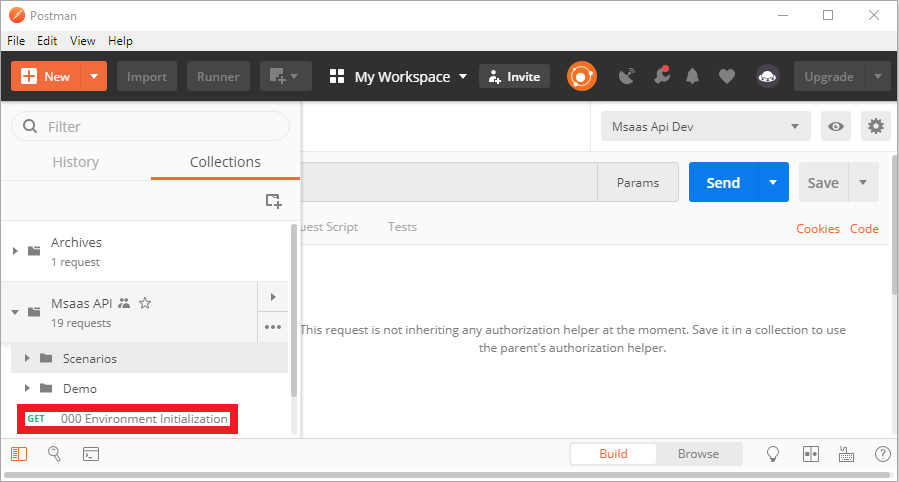 Postman
File Edit View Help
New Import Runner My Workspace Invite Upgrade
Filter
Msaas Api Dev
History Collections
Params Send Save
uest Script Tests Cookies Code
Archives
1 request
Msaas API
19 requests
This request is not inheriting any authorization helper at the moment. Save it in a collection to use
the parent's authorization helper.
Scenarios
Demo
GET 000 Environment Initialization
Build Browse